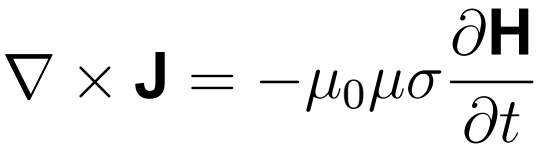 ∇ × J = −μ₀μσ ∂H/∂t